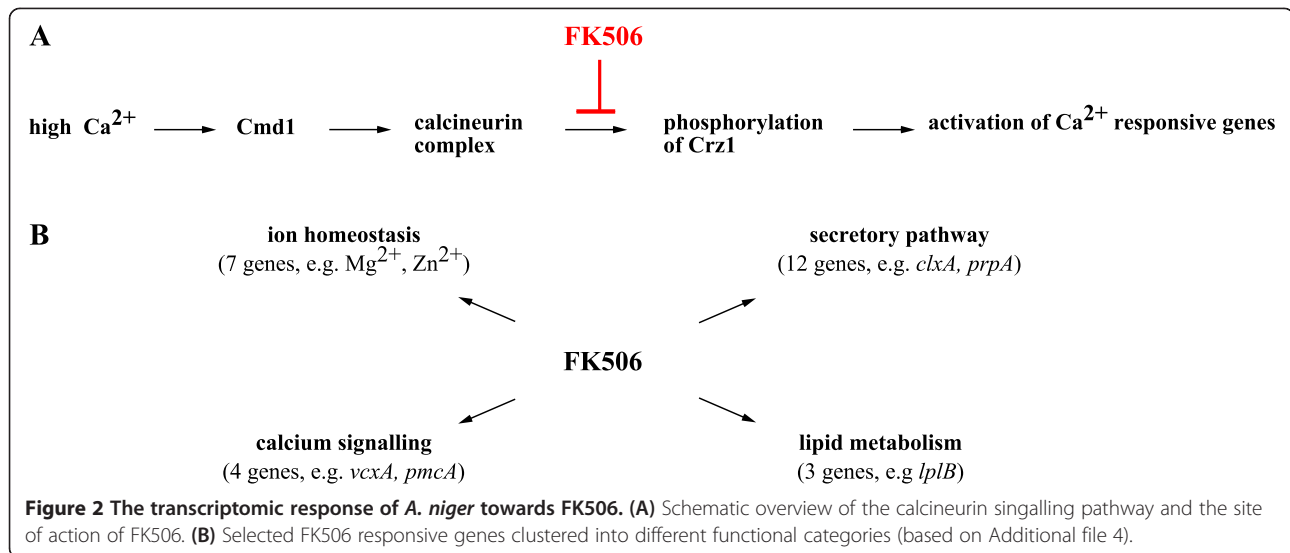 A
FK506
high Ca2+ Cmd1 calcineurin complex phosphorylation of Crz1 activation of Ca2+ responsive genes
B
ion homeostasis
(7 genes, e.g. Mg2+, Zn2+)
secretory pathway
(12 genes, e.g. clxA, prpA)
FK506
calcium signalling
(4 genes, e.g. vcxA, pmcA)
lipid metabolism
(3 genes, e.g lplB)
Figure 2 The transcriptomic response of A. niger towards FK506. (A) Schematic overview of the calcineurin singalling pathway and the site
of action of FK506. (B) Selected FK506 responsive genes clustered into different functional categories (based on Additional file 4).